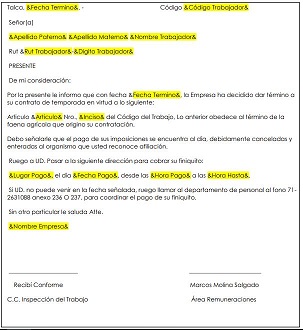 Talca, &Fecha Termino&. - Código &Código Trabajador&
Señor(a)
&Apellido Paterno& &Apellido Materno& &Nombre Trabajador&
Rut &Rut Trabajador&-&Digito Trabajador&
PRESENTE
De mi consideración:
Por la presente le informo que con fecha &Fecha Termino&, la Empresa ha decidido dar término a
su contrato de temporada en virtud a lo siguiente:
Artículo &Articulo& Nro., &Inciso& del Código del Trabajo. Lo anterior obedece al término de la
faena agrícola que origino su contratación.
Debo señalarle que el pago de sus imposiciones se encuentra al día, debidamente canceladas y
enteradas al organismo que usted reconoce afiliación.
Ruego a UD. Pasar a la siguiente dirección para cobrar su finiquito:
&Lugar Pago&, el día &Fecha Pago&, desde las &Hora Pago& a las &Hora Hasta&.
Si UD. no puede venir en la fecha señalada, ruego llamar al departamento de personal al fono 71-
2631088 anexo 236 O 237, para coordinar el pago de su finiquito.
Sin otro particular le saluda Atte.
&Nombre Empresa&
Recibí Conforme Marcos Molina Salgado
C.C. Inspección del Trabajo Área Remuneraciones